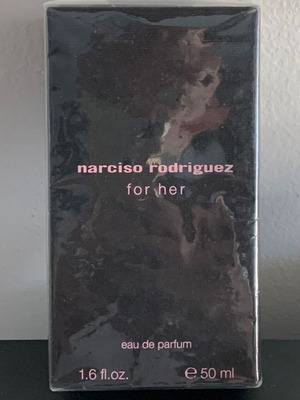 narciso rodriguez
for her
eau de parfum
1.6 fl.oz. ℮ 50 ml